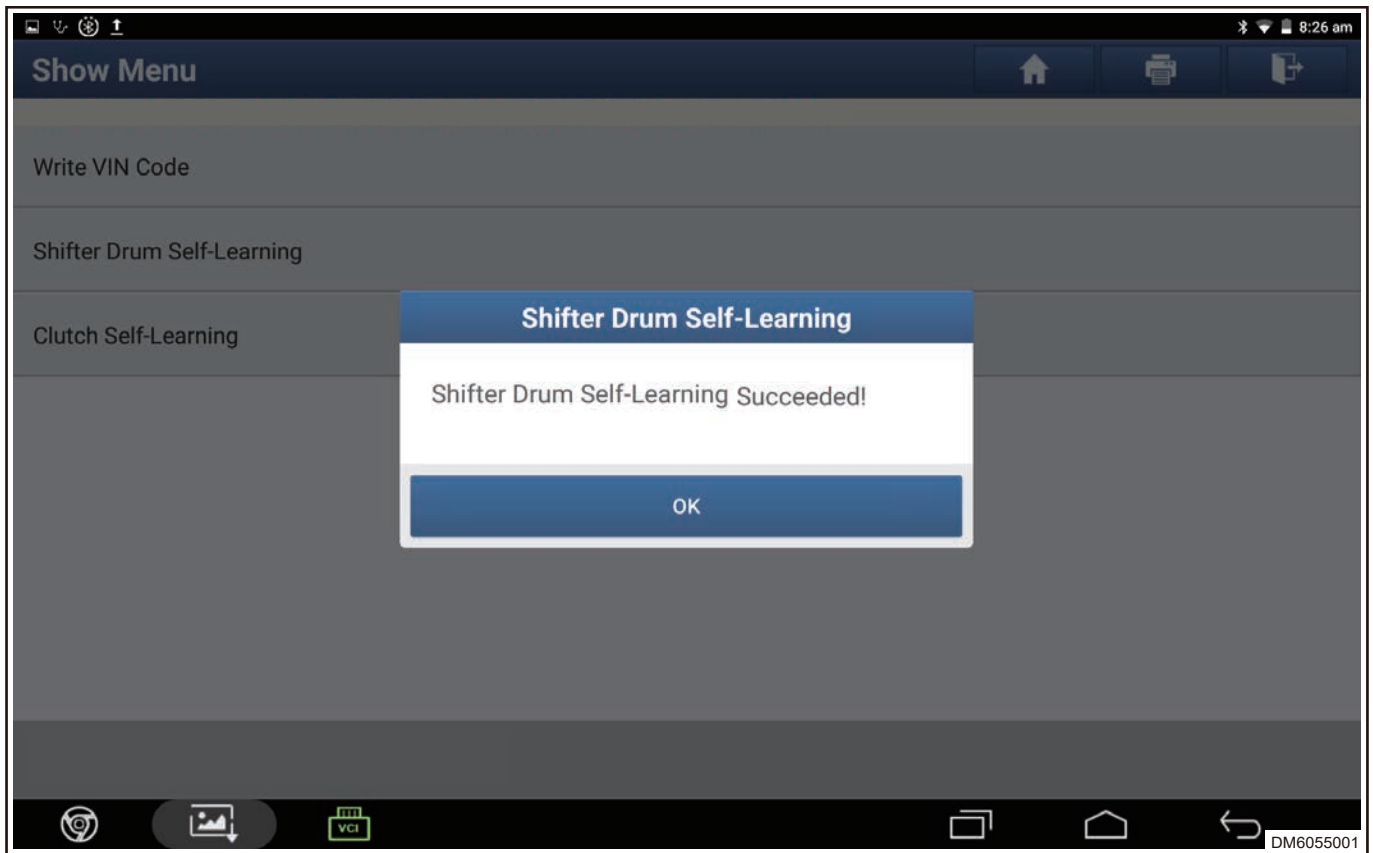 8:26 am
Show Menu
Write VIN Code
Shifter Drum Self-Learning
Clutch Self-Learning
Shifter Drum Self-Learning
Shifter Drum Self-Learning Succeeded!
OK
VCI
DM6055001